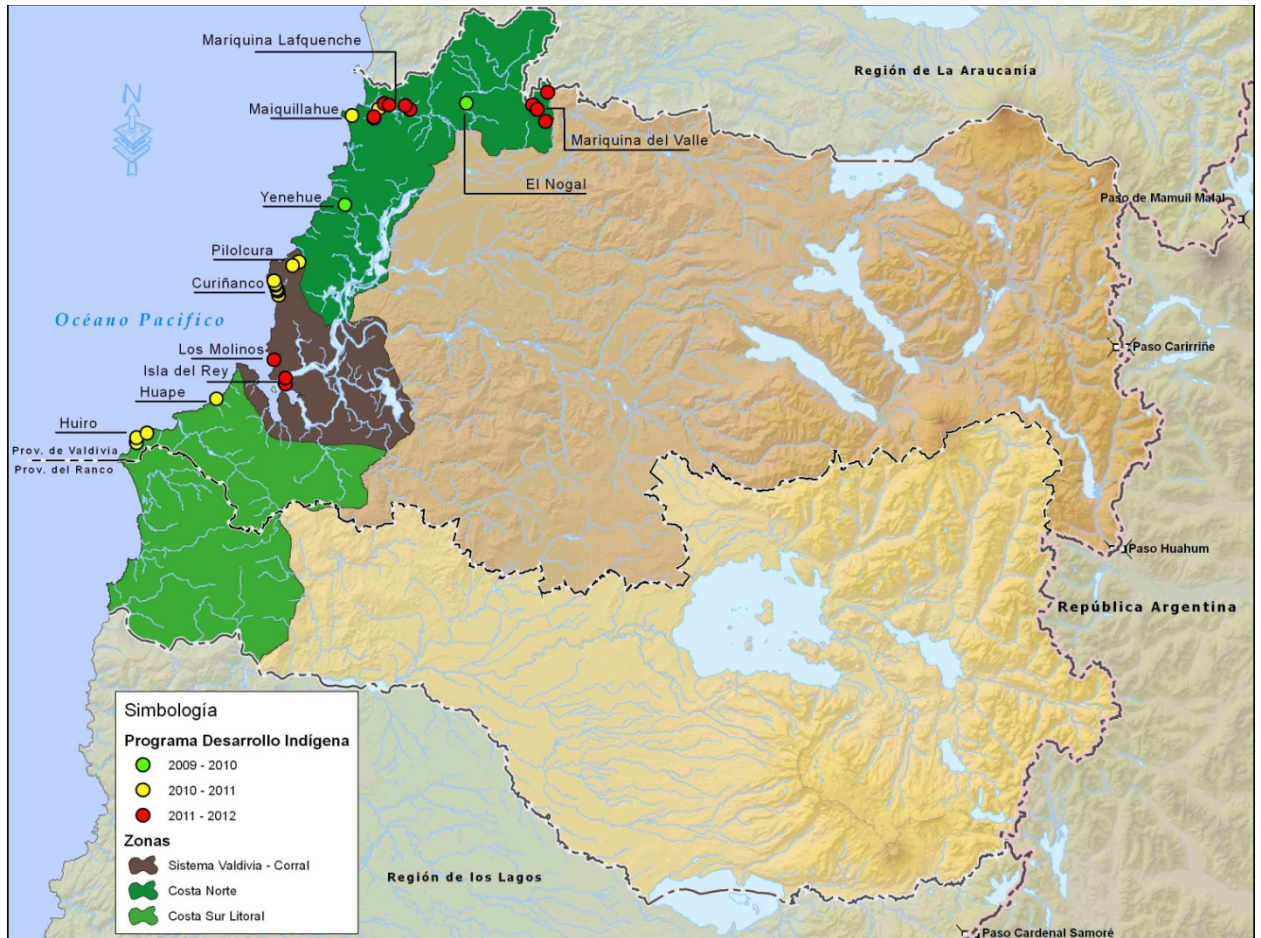 Mariquina Lafquenche
Región de La Araucanía
N
Maiquillahue
Mariquina del Valle
El Nogal
Paso de Mamuil Malal
Yenehue
Pilolcura
Curiñanco
Océano Pacifico
Paso Carirriñe
Los Molinos
Isla del Rey
Huape
Huiro
Prov. de Valdivia
Prov. del Ranco
Paso Huahum
República Argentina
Simbología
Programa Desarrollo Indígena
2009 - 2010
2010 - 2011
2011 - 2012
Zonas
Sistema Valdivia - Corral
Costa Norte
Costa Sur Litoral
Región de los Lagos
Paso Cardenal Samoré